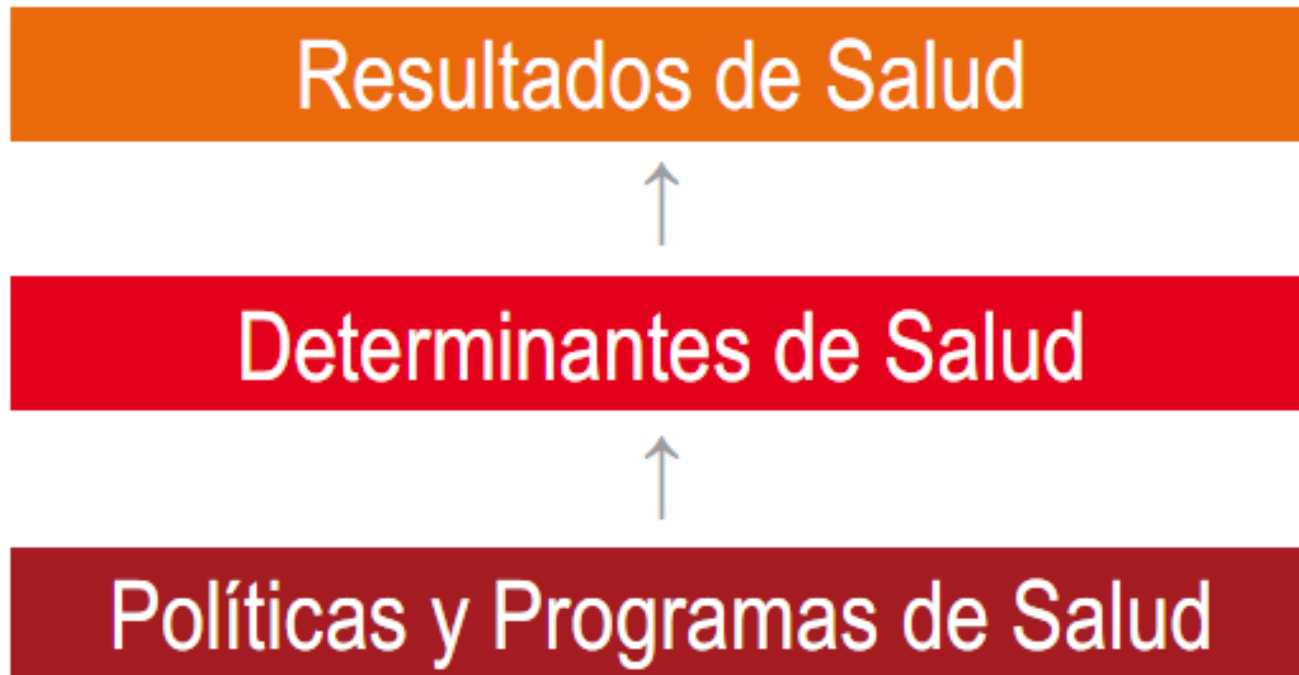 Resultados de Salud
Determinantes de Salud
Políticas y Programas de Salud